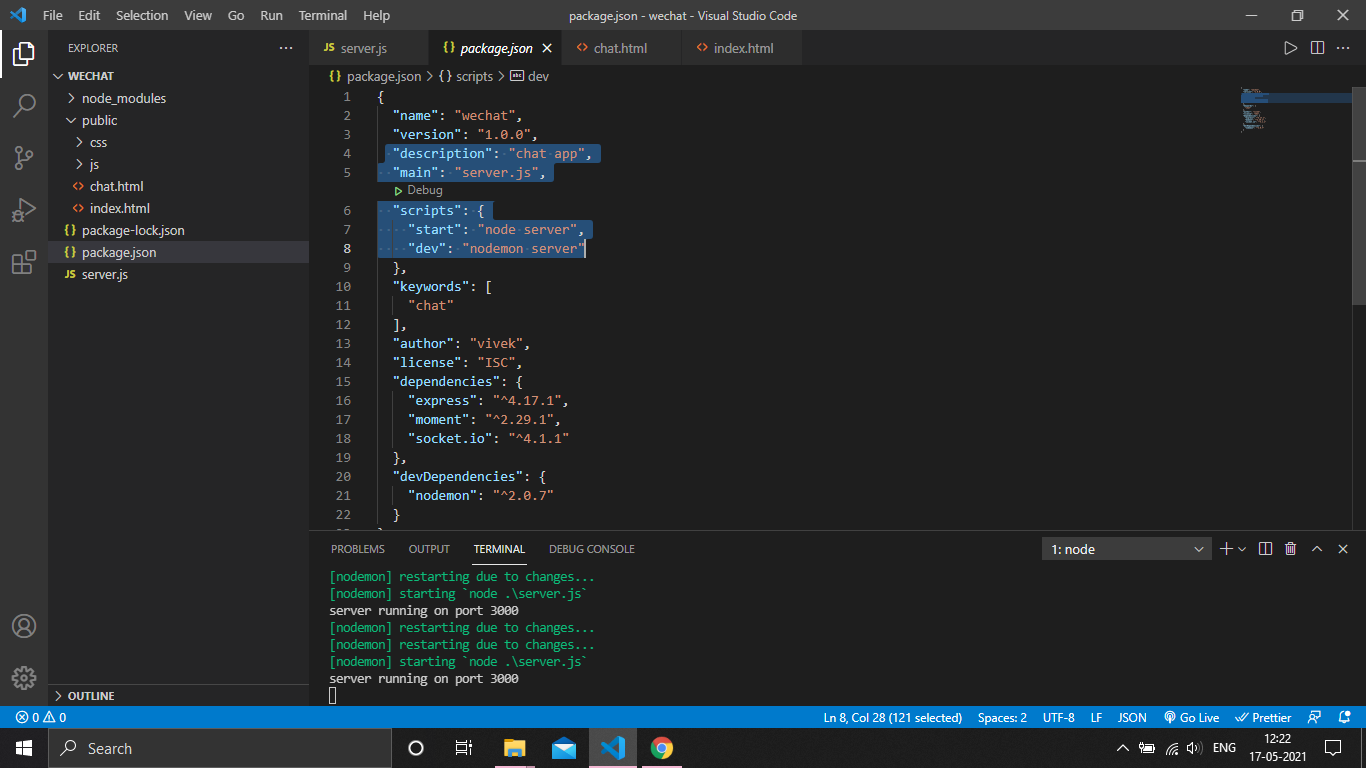 File Edit Selection View Go Run Terminal Help package.json - wechat - Visual Studio Code
EXPLORER
WECHAT
node_modules
public
css
js
chat.html
index.html
package-lock.json
package.json
JS server.js
OUTLINE
JS server.js {} package.json <> chat.html <> index.html
{} package.json > {} scripts > abc dev
1 {
2 "name": "wechat",
3 "version": "1.0.0",
4 "description": "chat app",
5 "main": "server.js",
Debug
6 "scripts": {
7 "start": "node server",
8 "dev": "nodemon server"
9 },
10 "keywords": [
11 "chat"
12 ],
13 "author": "vivek",
14 "license": "ISC",
15 "dependencies": {
16 "express": "^4.17.1",
17 "moment": "^2.29.1",
18 "socket.io": "^4.1.1"
19 },
20 "devDependencies": {
21 "nodemon": "^2.0.7"
22 }
PROBLEMS OUTPUT TERMINAL DEBUG CONSOLE 1: node
[nodemon] restarting due to changes...
[nodemon] starting `node .\server.js`
server running on port 3000
[nodemon] restarting due to changes...
[nodemon] restarting due to changes...
[nodemon] starting `node .\server.js`
server running on port 3000
0 0 Ln 8, Col 28 (121 selected) Spaces: 2 UTF-8 LF JSON Go Live Prettier
Search ENG 12:22
17-05-2021